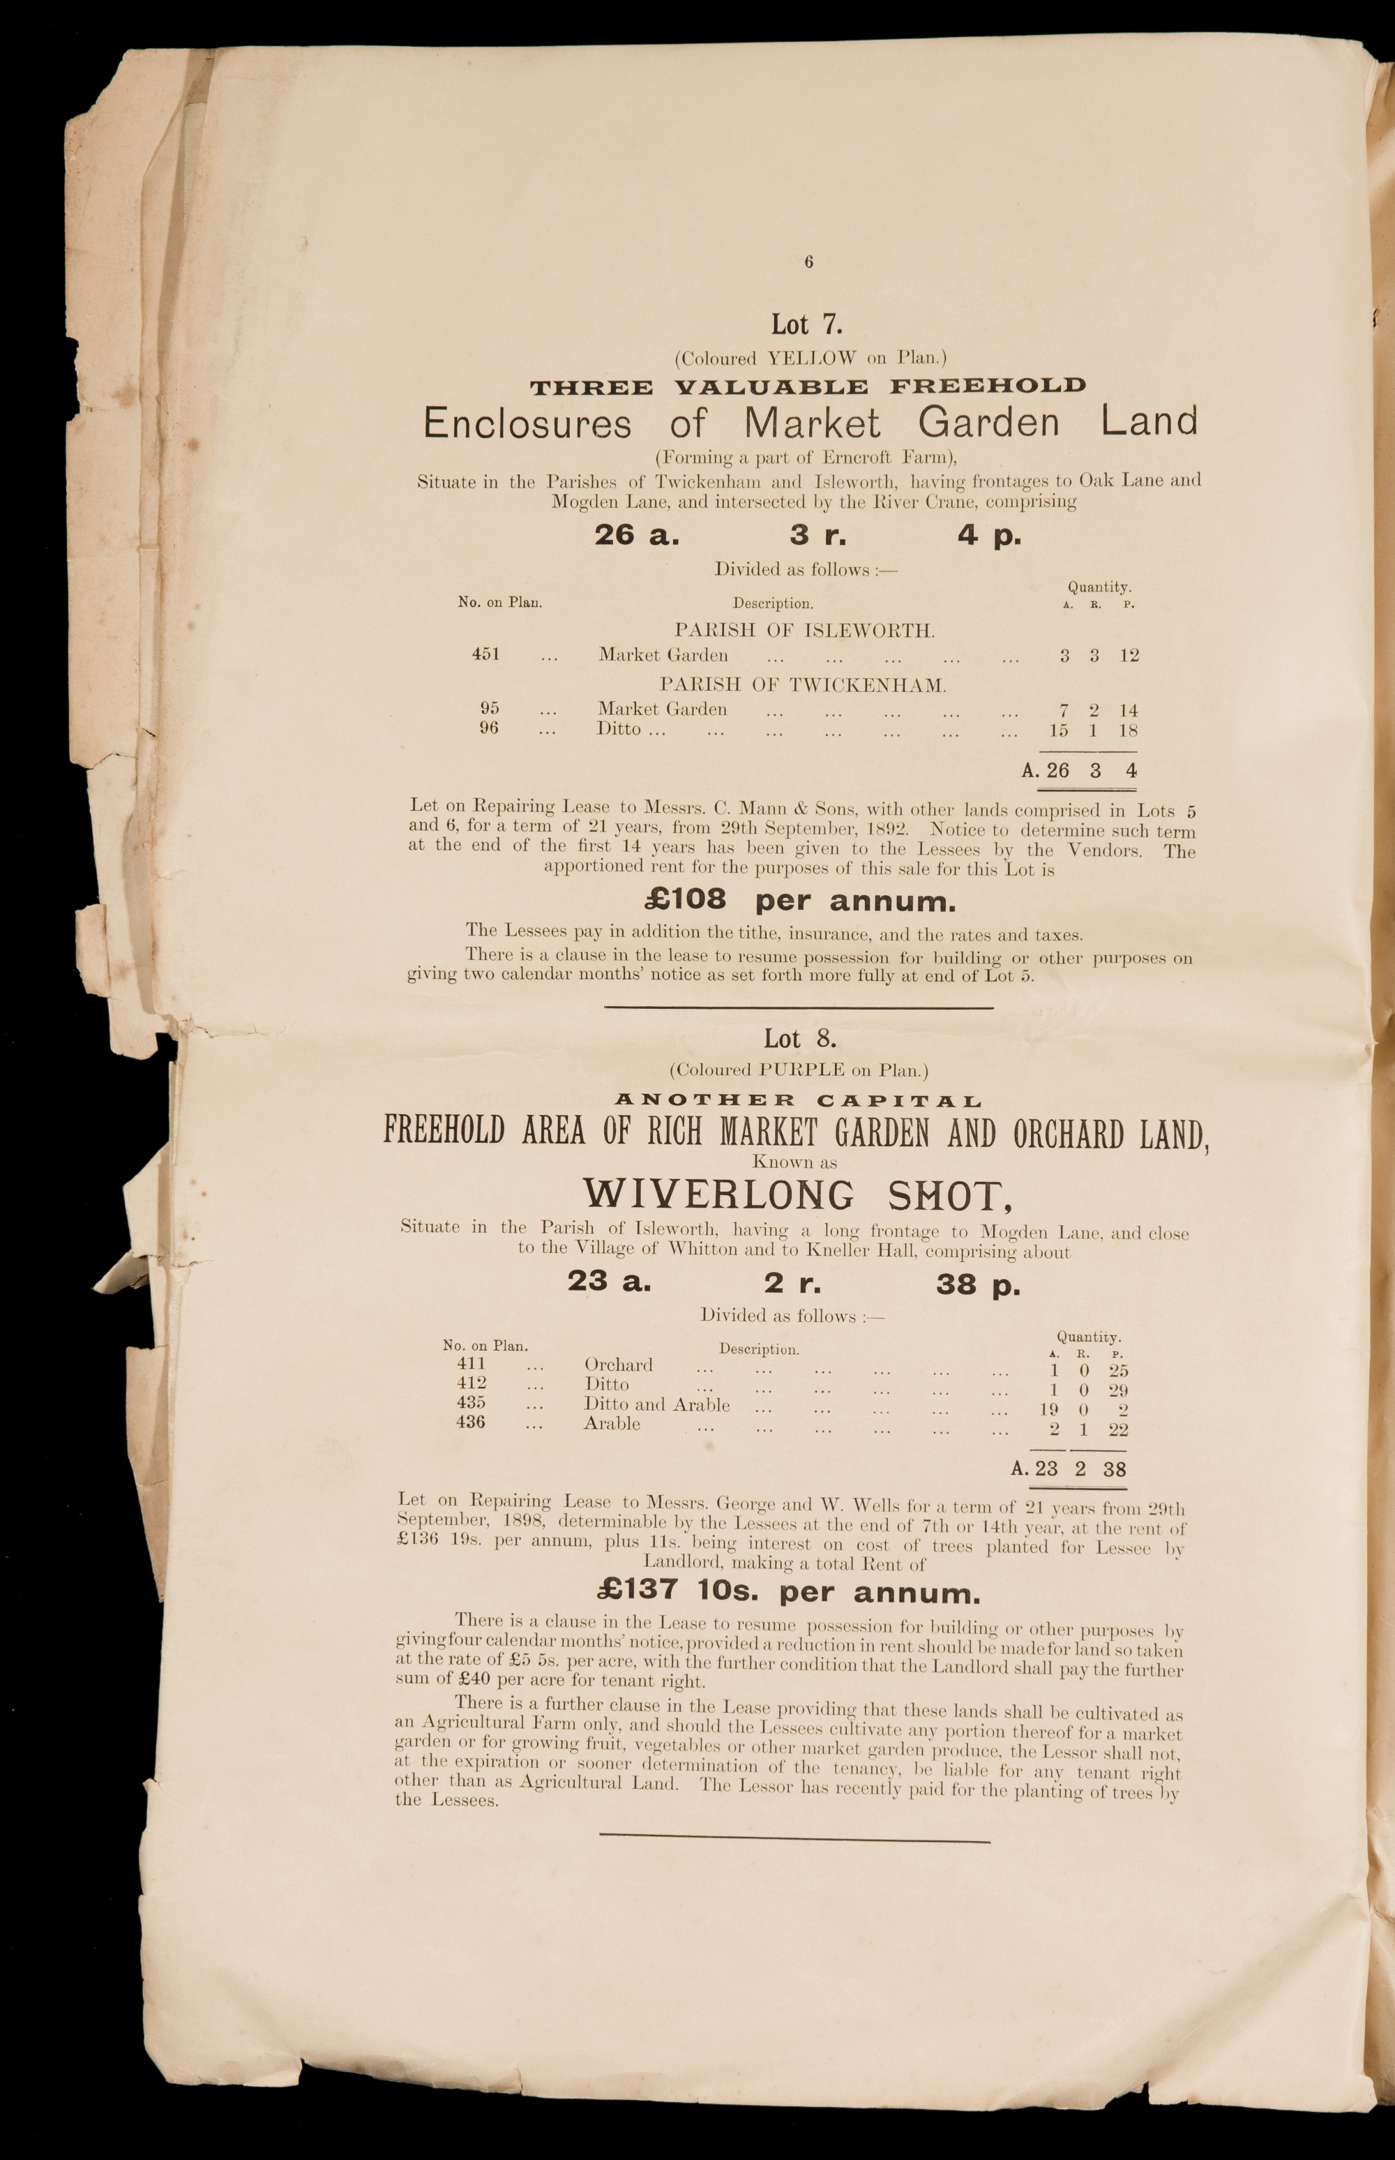 6
Lot 7.
(Coloured YELLOW on Plan.)
THREE VALUABLE FREEHOLD
Enclosures of Market Garden Land
(Forming a part of Erncroft Farm),
Situate in the Parishes of Twickenham and Isleworth, having frontages to Oak Lane and
Mogden Lane, and intersected by the River Crane, comprising
26 a. 3 r. 4 p.
Divided as follows :—
Quantity.
No. on Plan. Description. A. R. P.
PARISH OF ISLEWORTH.
451 ... Market Garden ... ... ... ... ... 3 3 12
PARISH OF TWICKENHAM.
95 ... Market Garden ... ... ... ... ... 7 2 14
96 ... Ditto ... ... ... ... ... ... ... 15 1 18
A. 26 3 4
Let on Repairing Lease to Messrs. C. Mann & Sons, with other lands comprised in Lots 5
and 6, for a term of 21 years, from 29th September, 1892. Notice to determine such term
at the end of the first 14 years has been given to the Lessees by the Vendors. The
apportioned rent for the purposes of this sale for this Lot is
£108 per annum.
The Lessees pay in addition the tithe, insurance, and the rates and taxes.
There is a clause in the lease to resume possession for building or other purposes on
giving two calendar months' notice as set forth more fully at end of Lot 5.
Lot 8.
(Coloured PURPLE on Plan.)
ANOTHER CAPITAL
FREEHOLD AREA OF RICH MARKET GARDEN AND ORCHARD LAND,
Known as
WIVERLONG SHOT,
Situate in the Parish of Isleworth, having a long frontage to Mogden Lane, and close
to the Village of Whitton and to Kneller Hall, comprising about
23 a. 2 r. 38 p.
Divided as follows :—
Quantity.
No. on Plan. Description. A. R. P.
411 ... Orchard ... ... ... ... ... ... 1 0 25
412 ... Ditto ... ... ... ... ... ... 1 0 29
435 ... Ditto and Arable ... ... ... ... ... 19 0 2
436 ... Arable ... ... ... ... ... ... 2 1 22
A. 23 2 38
Let on Repairing Lease to Messrs. George and W. Wells for a term of 21 years from 29th
September, 1898, determinable by the Lessees at the end of 7th or 14th year, at the rent of
£136 19s. per annum, plus 11s. being interest on cost of trees planted for Lessee by
Landlord, making a total Rent of
£137 10s. per annum.
There is a clause in the Lease to resume possession for building or other purposes by
giving four calendar months' notice, provided a reduction in rent should be made for land so taken
at the rate of £5 5s. per acre, with the further condition that the Landlord shall pay the further
sum of £40 per acre for tenant right.
There is a further clause in the Lease providing that these lands shall be cultivated as
an Agricultural Farm only, and should the Lessees cultivate any portion thereof for a market
garden or for growing fruit, vegetables or other market garden produce, the Lessor shall not,
at the expiration or sooner determination of the tenancy, be liable for any tenant right
other than as Agricultural Land. The Lessor has recently paid for the planting of trees by
the Lessees.